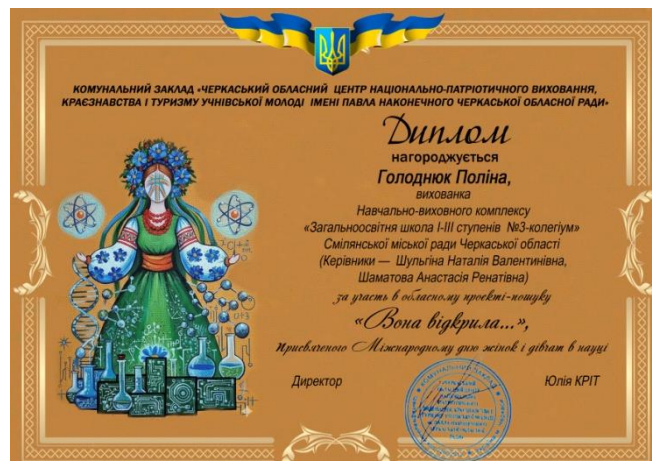 КОМУНАЛЬНИЙ ЗАКЛАД «ЧЕРКАСЬКИЙ ОБЛАСНИЙ ЦЕНТР НАЦІОНАЛЬНО-ПАТРІОТИЧНОГО ВИХОВАННЯ,
КРАЄЗНАВСТВА І ТУРИЗМУ УЧНІВСЬКОЇ МОЛОДІ ІМЕНІ ПАВЛА НАКОНЕЧНОГО ЧЕРКАСЬКОЇ ОБЛАСНОЇ РАДИ»
Диплом
нагороджується
Голоднюк Поліна,
вихованка
Навчально-виховного комплексу
«Загальноосвітня школа І-ІІІ ступенів №3-колегіум»
Смілянської міської ради Черкаської області
(Керівники — Шульгіна Наталія Валентинівна,
Шаматова Анастасія Ренатівна)
за участь в обласному проєкті-пошуку
«Вона відкрила...»,
присвяченого Міжнародному дню жінок і дівчат в науці
Директор
Юлія КРІТ